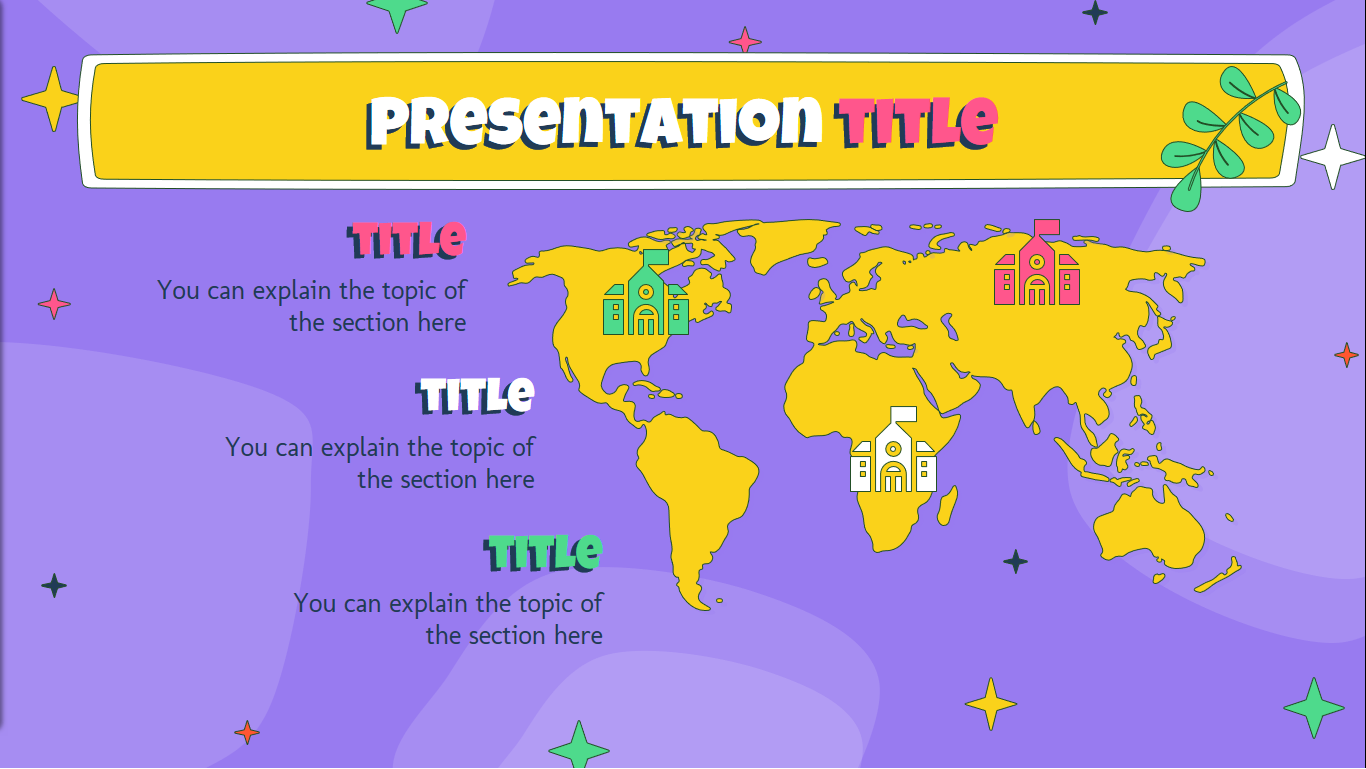 PRESENTATION TITLE
TITLE
You can explain the topic of
the section here
TITLE
You can explain the topic of
the section here
TITLE
You can explain the topic of
the section here